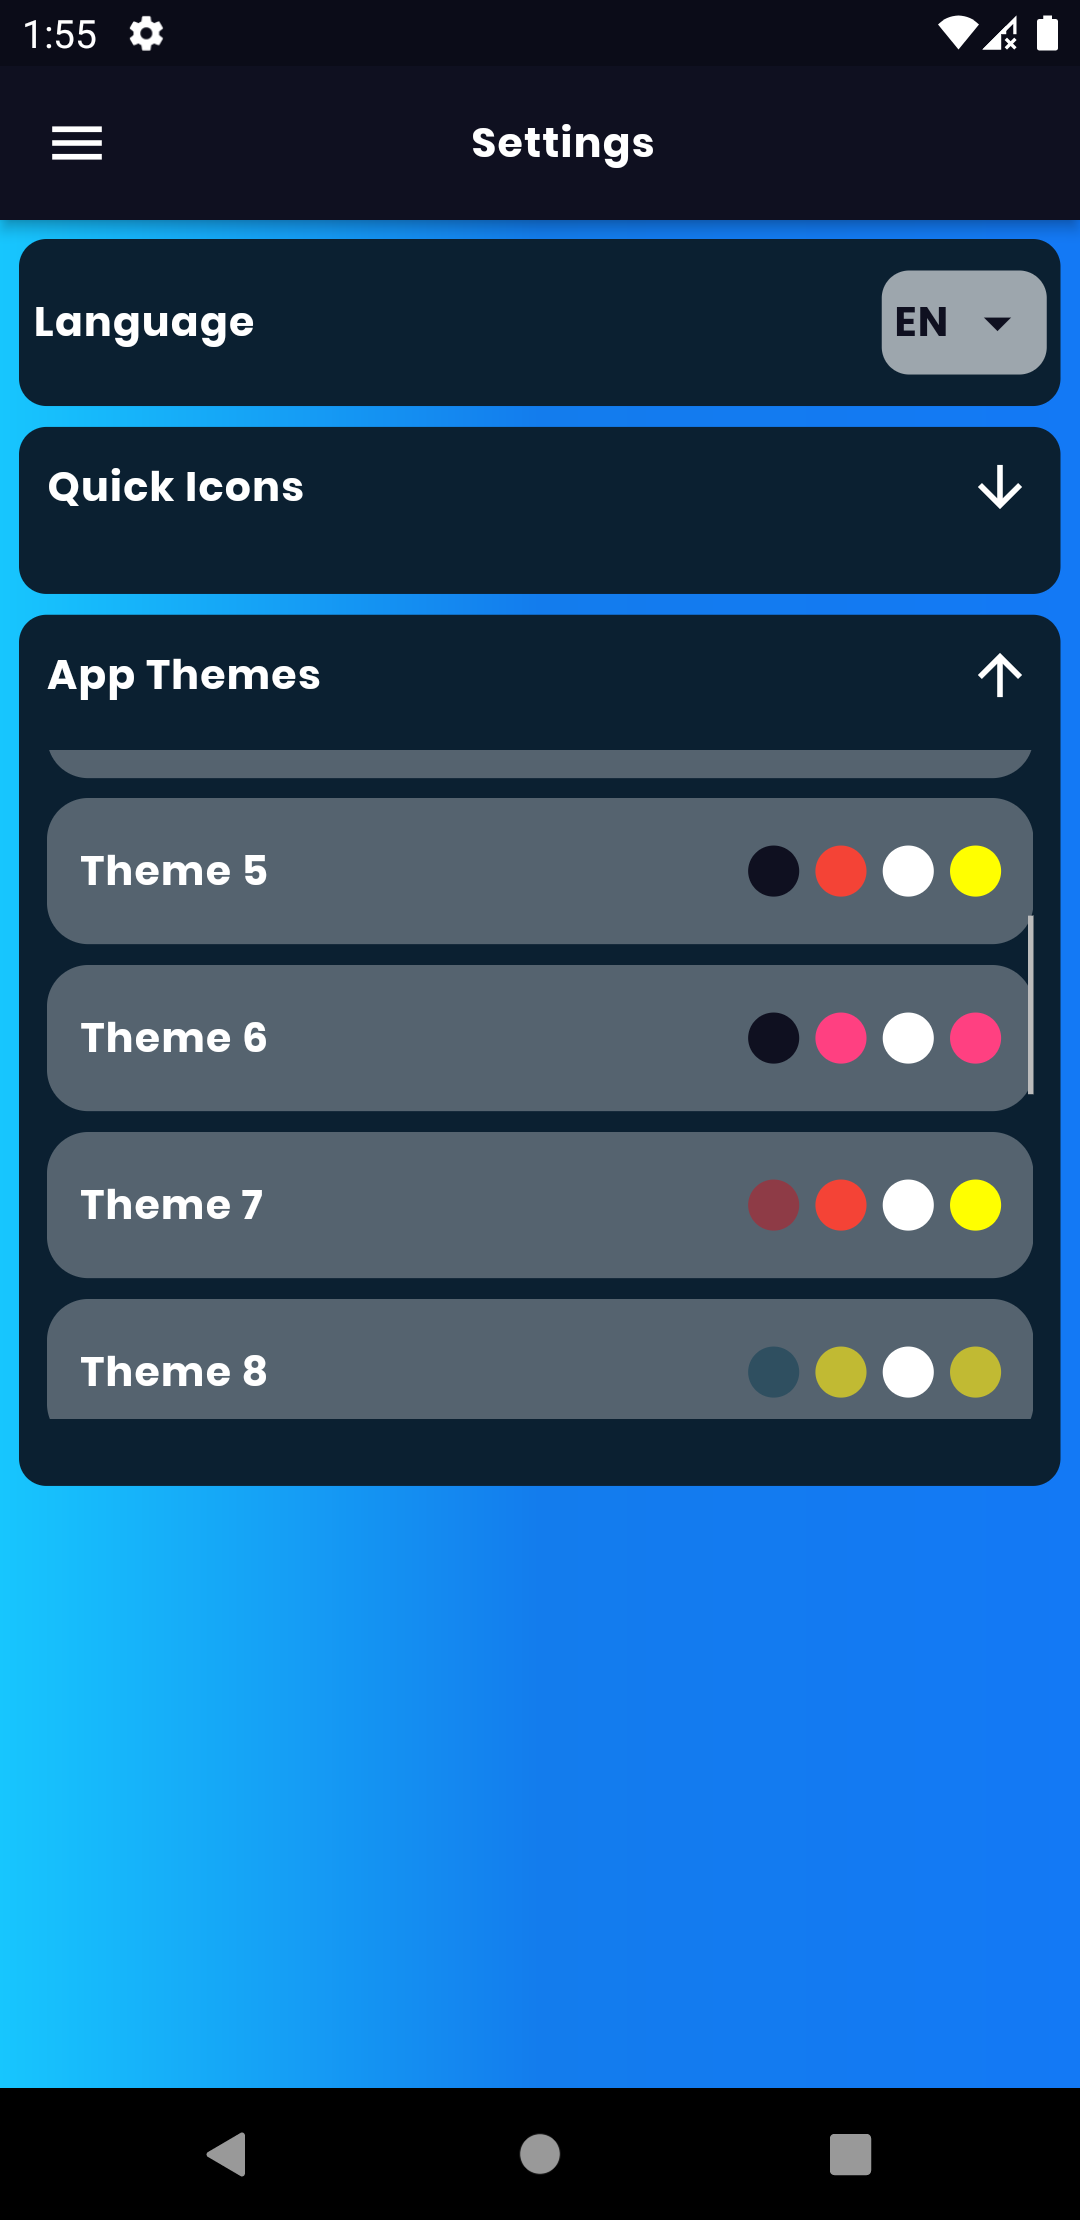 1:55
Settings
Language
EN
Quick Icons
App Themes
Theme 5
Theme 6
Theme 7
Theme 8